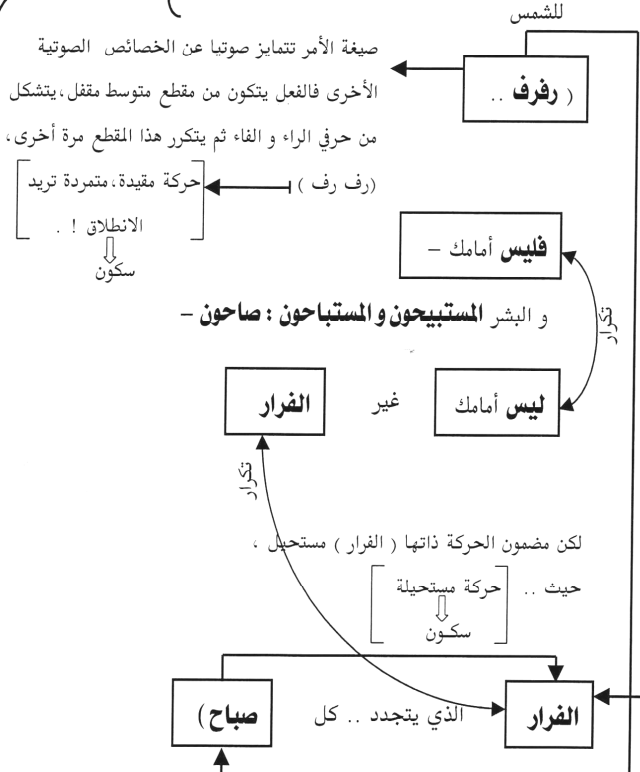 للشمس
( رفرف ..
صيغة الأمر تتمايز صوتيا عن الخصائص الصوتية
الأخرى فالفعل يتكون من مقطع متوسط مقفل،يتشكل
من حرفي الراء و الفاء ثم يتكرر هذا المقطع مرة أخرى،
(رف رف )
حركة مقيدة،متمردة تريد
الانطلاق ! .
سكون
فليس أمامك –
تكرار
و البشر المستبيحون و المستباحون : صاحون –
ليس أمامك غير الفرار
تكرار
لكن مضمون الحركة ذاتها ( الفرار ) مستحيل ،
حيث .. حركة مستحيلة
سكون
الفرار الذي يتجدد .. كل صباح)